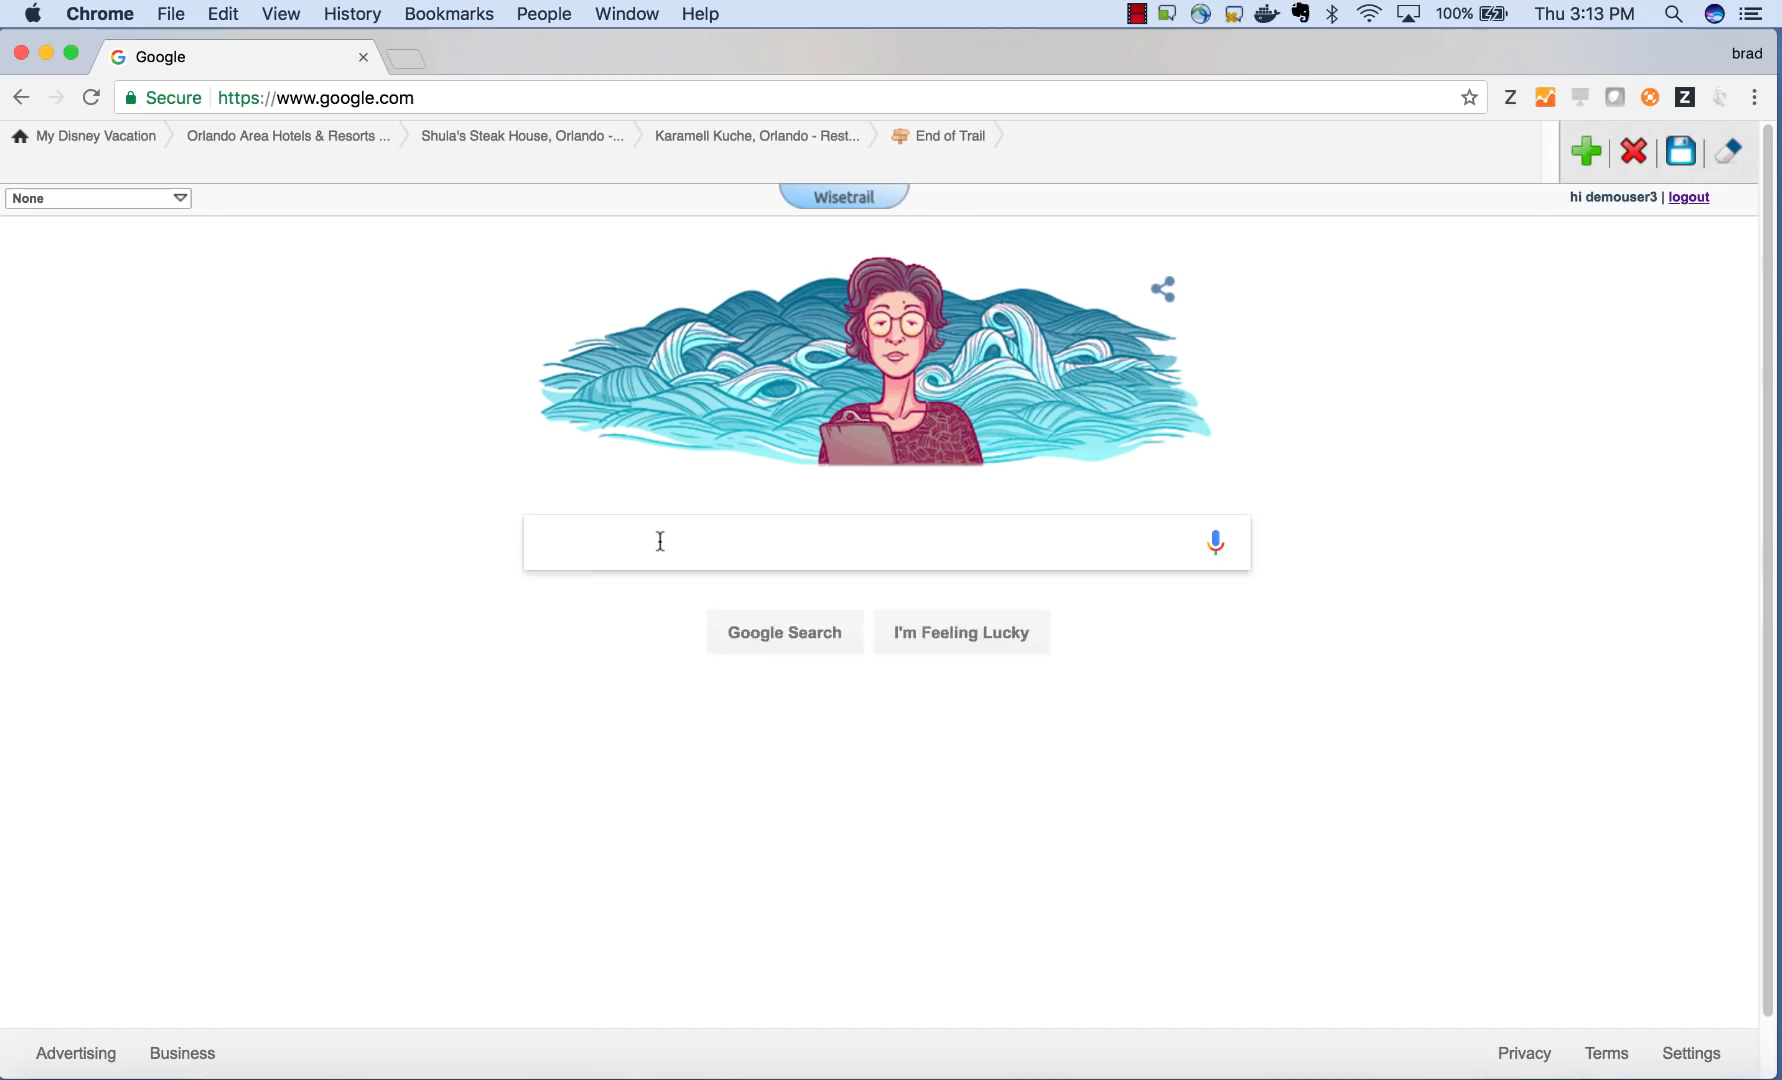 Chrome File Edit View History Bookmarks People Window Help 100% Thu 3:13 PM
Google brad
Secure https://www.google.com Z Z
My Disney Vacation Orlando Area Hotels & Resorts ... Shula's Steak House, Orlando -... Karamell Kuche, Orlando - Rest... End of Trail
None Wisetrail hi demouser3 | logout
Google Search I'm Feeling Lucky
Advertising Business Privacy Terms Settings